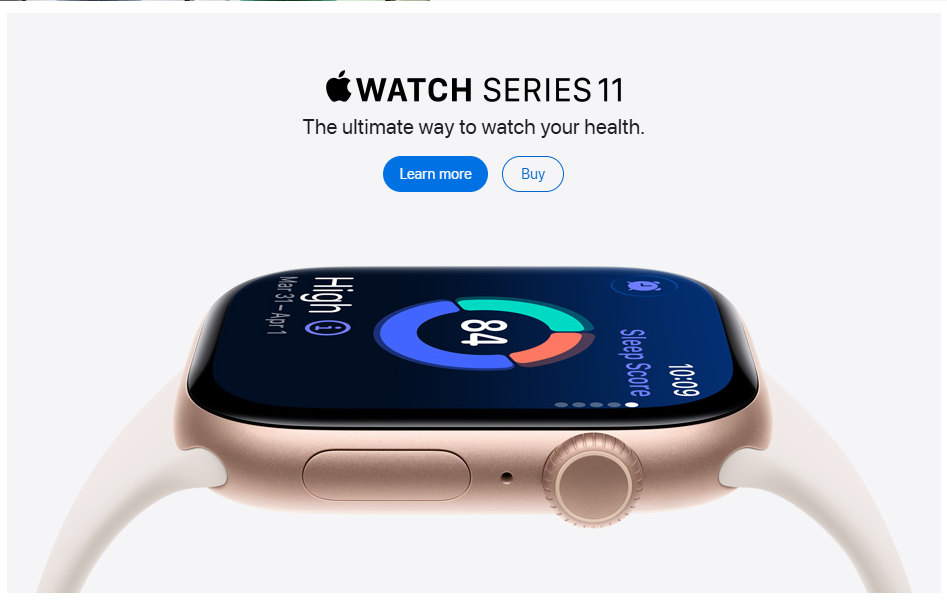 WATCH SERIES 11
The ultimate way to watch your health.
Learn more
Buy
10:09
Sleep Score
84
High
Mar 31 – Apr 1